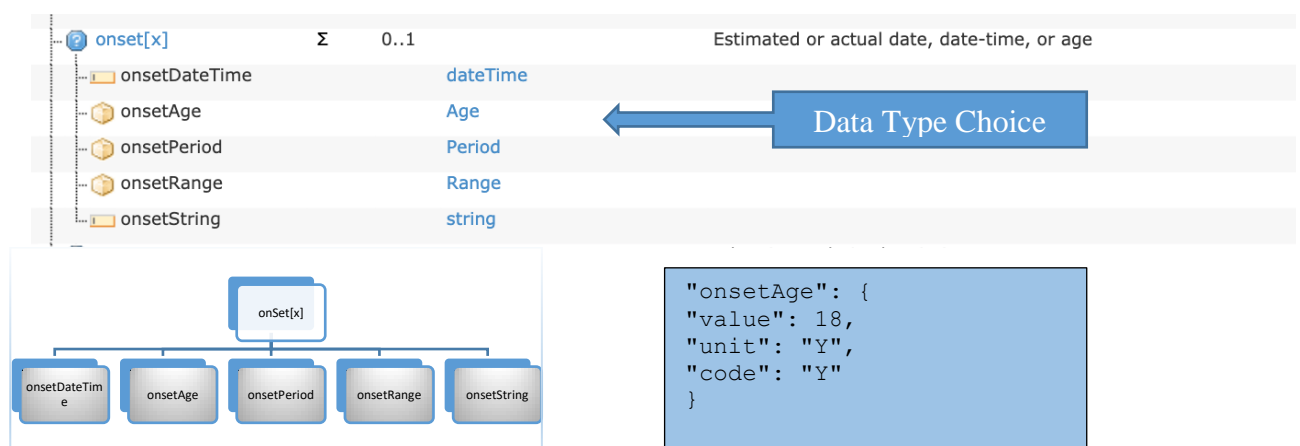 onset[x] Σ 0..1 Estimated or actual date, date-time, or age
onsetDateTime dateTime
onsetAge Age
onsetPeriod Period
onsetRange Range
onsetString string
Data Type Choice
onSet[x]
onsetDateTim
e
onsetAge
onsetPeriod
onsetRange
onsetString
"onsetAge": {
"value": 18,
"unit": "Y",
"code": "Y"
}